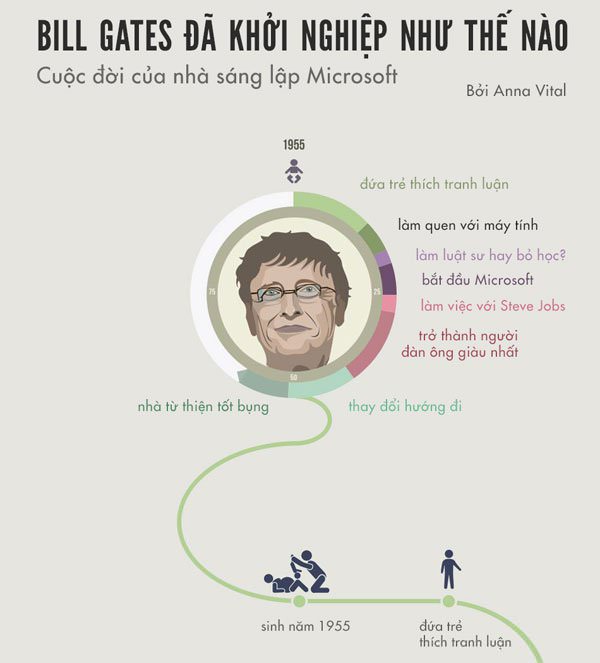 BILL GATES ĐÃ KHỞI NGHIỆP NHƯ THẾ NÀO
Cuộc đời của nhà sáng lập Microsoft
Bởi Anna Vital
1955
đứa trẻ thích tranh luận
làm quen với máy tính
làm luật sư hay bỏ học?
bắt đầu Microsoft
75
25
làm việc với Steve Jobs
trở thành người
đàn ông giàu nhất
50
nhà từ thiện tốt bụng
thay đổi hướng đi
sinh năm 1955
đứa trẻ
thích tranh luận